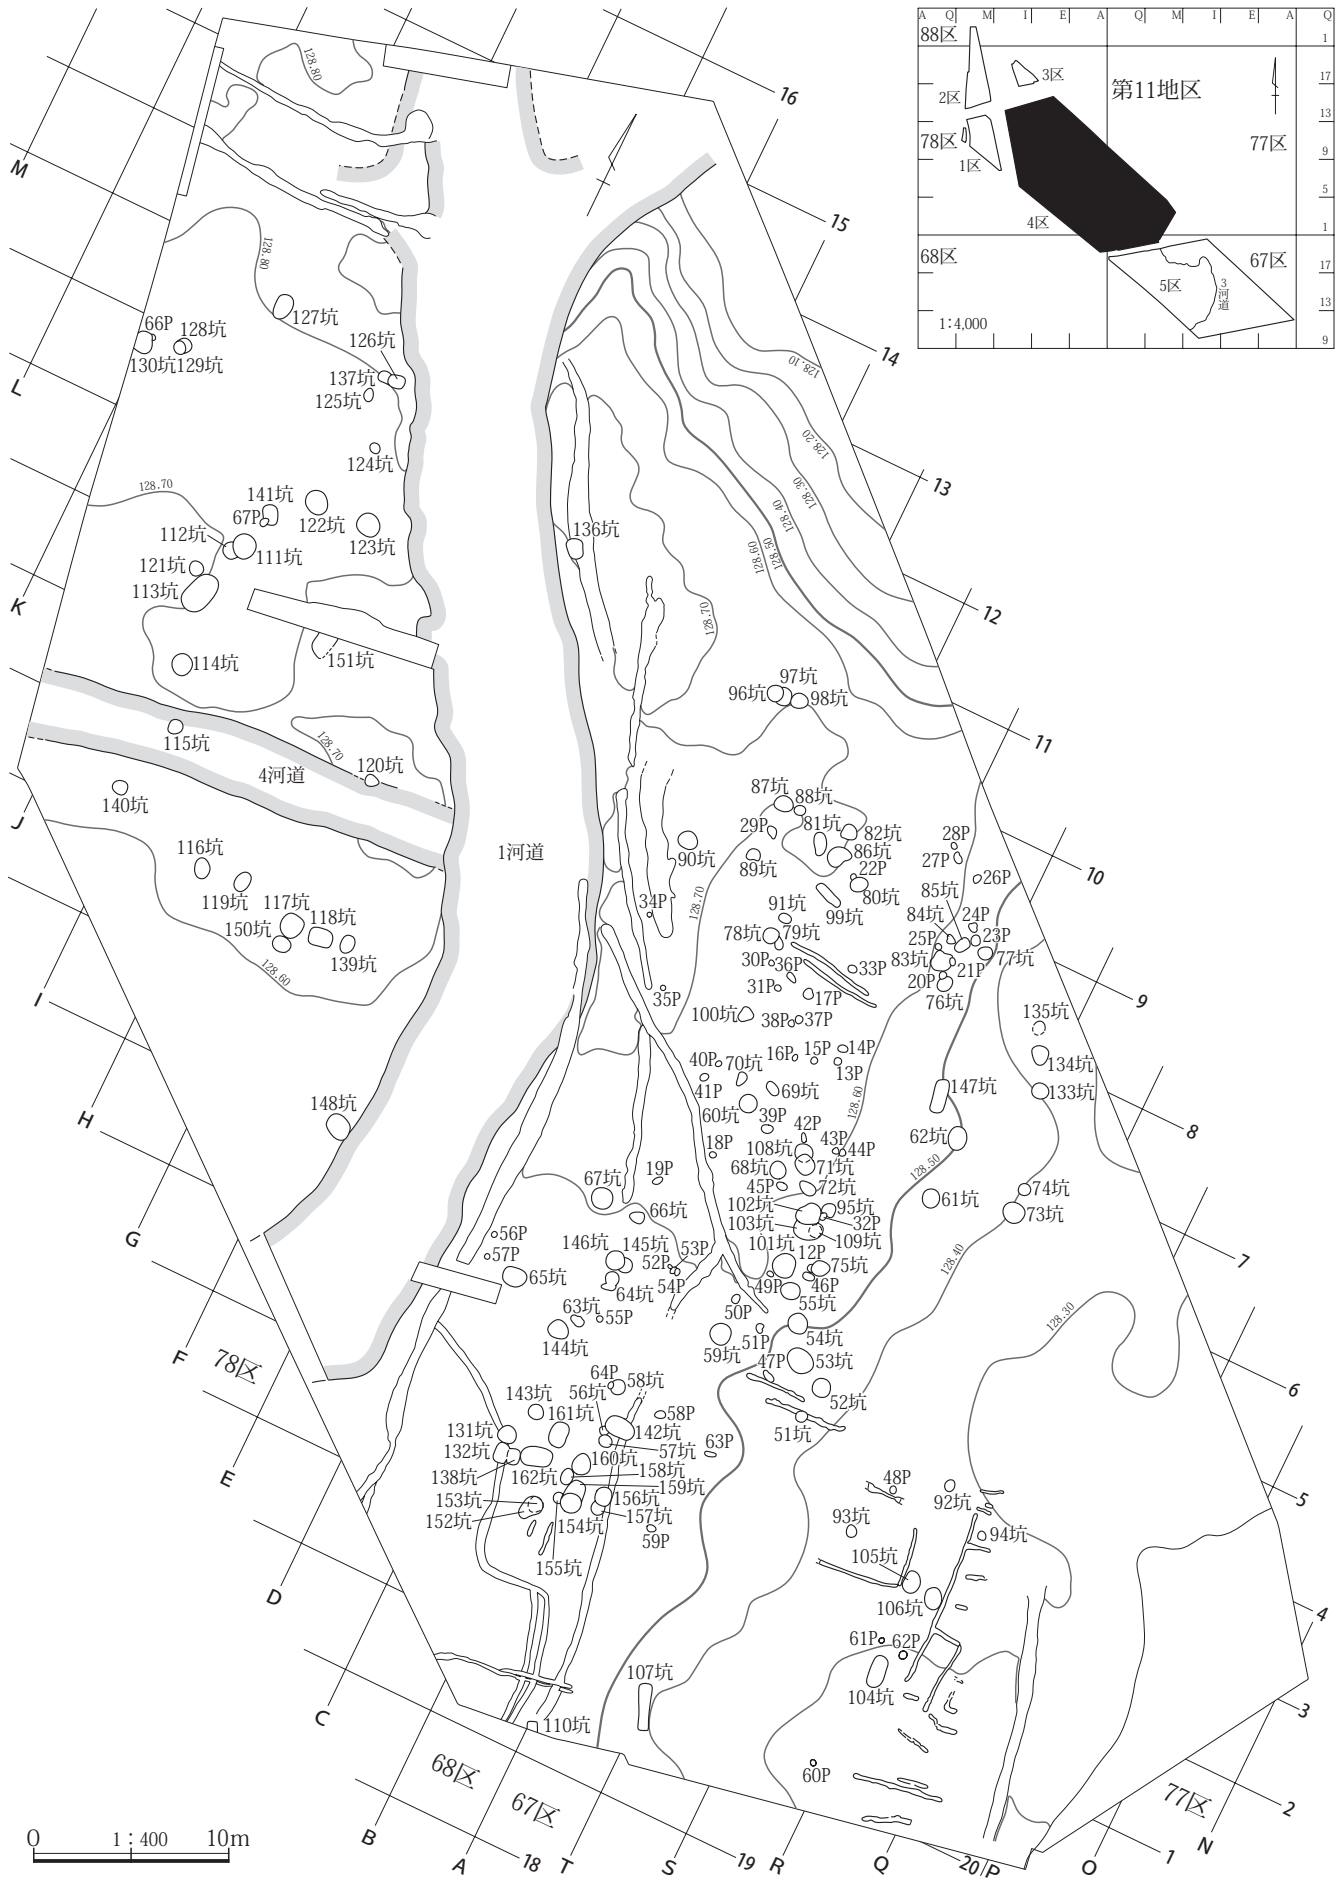 A Q M I E A Q M I E A Q
88区
1
17
3区
第11地区
2区
13
78区
77区
9
1区
5
4区
1
68区
67区
17
5区
3河道
13
1:4,000
9
16
15
14
13
12
11
10
9
8
7
6
5
4
3
2
1
M
L
K
J
I
H
G
F
E
D
C
B
A
T
S
R
Q
P
O
N
18
19
20
128.80
128.80
127坑
66P
128坑
130坑
129坑
126坑
137坑
125坑
124坑
128.70
141坑
67P
122坑
123坑
112坑
111坑
121坑
113坑
114坑
151坑
115坑
4河道
128.70
120坑
140坑
116坑
119坑
117坑
118坑
150坑
139坑
128.60
1河道
148坑
128.10
128.20
128.30
128.40
128.50
128.60
136坑
128.70
97坑
96坑
98坑
87坑
88坑
29P
81坑
82坑
86坑
90坑
89坑
22P
80坑
28P
27P
85坑
26P
34P
128.70
99坑
91坑
84坑
24P
78坑
79坑
25P
23P
83坑
77坑
30P
36P
33P
21P
20P
76坑
35P
31P
17P
100坑
38P
37P
135坑
134坑
40P
70坑
16P
15P
14P
13P
41P
69坑
147坑
133坑
60坑
39P
128.60
42P
62坑
18P
108坑
43P
44P
68坑
71坑
128.50
67坑
19P
45P
72坑
61坑
74坑
73坑
102坑
95坑
66坑
103坑
32P
109坑
56P
57P
146坑
145坑
53P
52P
101坑
12P
75坑
128.40
65坑
54P
64坑
49P
46P
55坑
50P
63坑
55P
144坑
59坑
51P
54坑
128.30
47P
53坑
52坑
64P
58坑
143坑
56坑
161坑
58P
142坑
51坑
131坑
132坑
57坑
63P
160坑
138坑
162坑
158坑
159坑
153坑
156坑
152坑
154坑
157坑
59P
155坑
48P
92坑
93坑
94坑
105坑
106坑
61P
62P
104坑
107坑
110坑
60P
78区
68区
67区
77区
0 1:400 10m